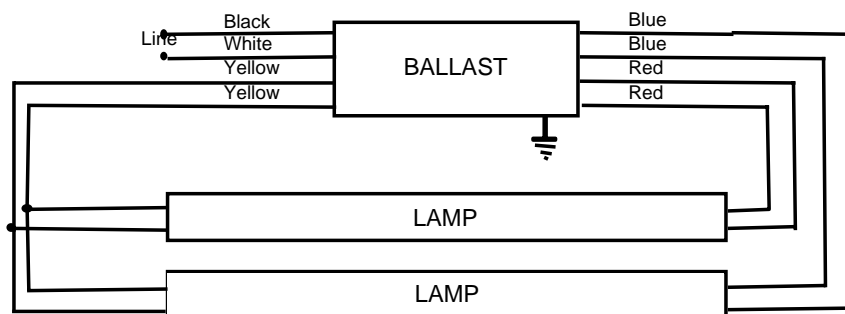 Black
Blue
Line
White
Blue
Yellow
BALLAST
Red
Yellow
Red
LAMP
LAMP